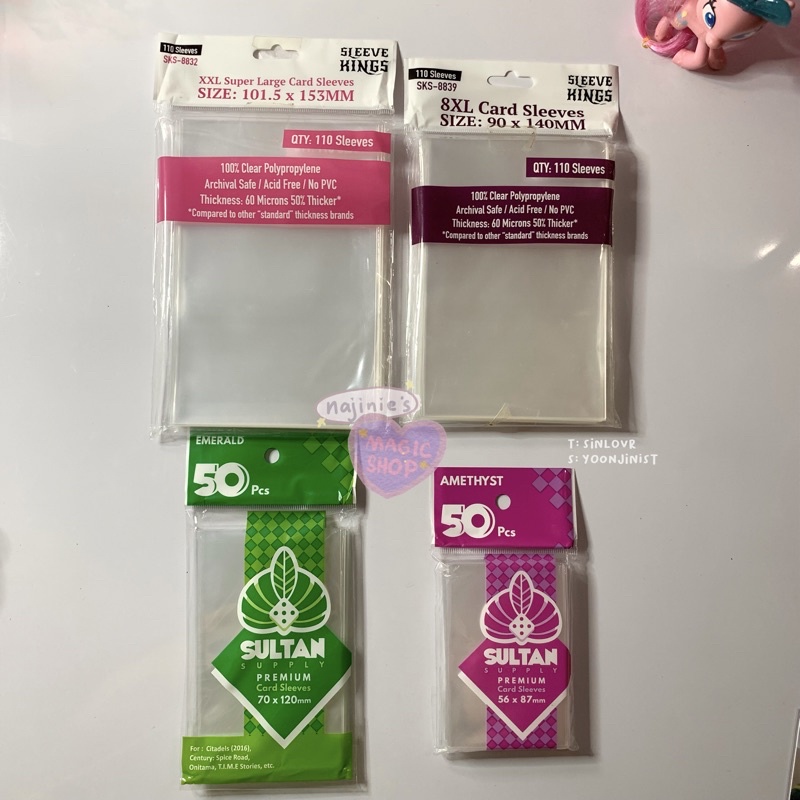 110 Sleeves
SKS-8832
SLEEVE
KINGS
XXL Super Large Card Sleeves
SIZE: 101.5 x 153MM
QTY: 110 Sleeves
100% Clear Polypropylene
Archival Safe / Acid Free / No PVC
Thickness: 60 Microns 50% Thicker*
*Compared to other "standard" thickness brands
110 Sleeves
SKS-8839
SLEEVE
KINGS
8XL Card Sleeves
SIZE: 90 x 140MM
QTY: 110 Sleeves
100% Clear Polypropylene
Archival Safe / Acid Free / No PVC
Thickness: 60 Microns 50% Thicker*
*Compared to other "standard" thickness brands
najinie's
MAGIC
SHOP
T: SINLOVR
S: YOONJINIST
EMERALD
50 Pcs
SULTAN
SUPPLY
PREMIUM
Card Sleeves
70 x 120mm
For : Citadels (2016),
Century: Spice Road,
Onitama, T.I.M.E Stories, etc.
AMETHYST
50 Pcs
SULTAN
SUPPLY
PREMIUM
Card Sleeves
56 x 87mm